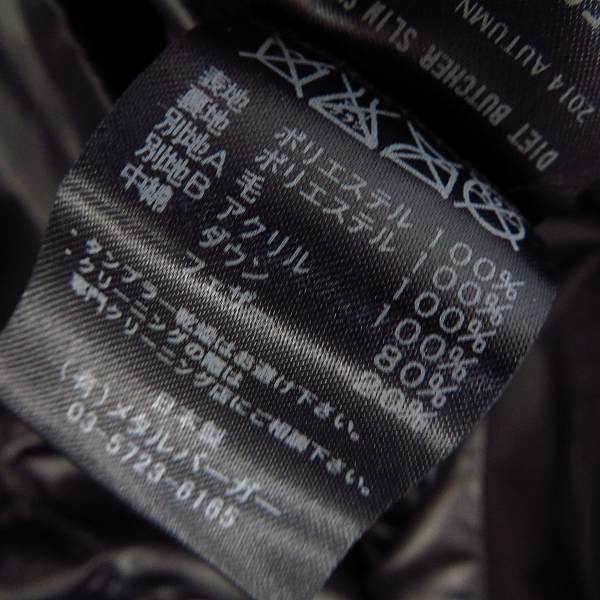 DIET BUTCHER SLIM
2014 AUTUMN
表地 ポリエステル 100%
裏地 ポリエステル 100%
別地A 毛 100%
別地B アクリル 100%
中綿 ダウン 80%
フェザー 20%
・タンブラー乾燥はお避け下さい。
・クリーニングの際は
専門クリーニング店にご相談下さい。
日本製
(有)メタルバーガー
03-5723-6165